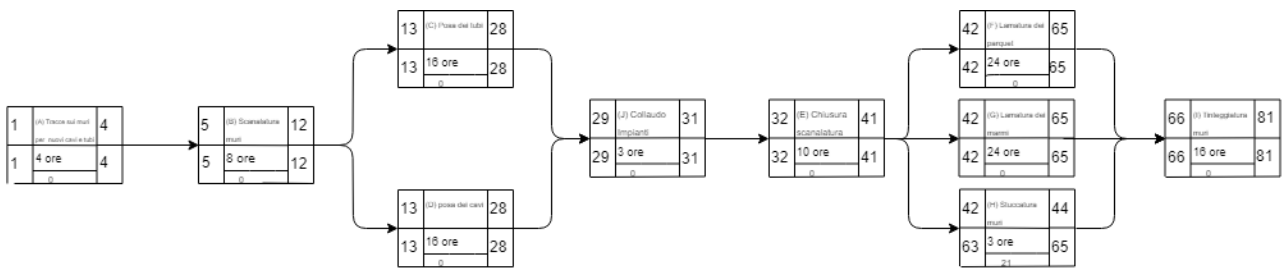 1
(A) Tracce sui muri
per nuovi cavi e tubi
4
1
4 ore
4
0
5
(B) Scanalatura
muri
12
5
8 ore
12
0
13
(C) Posa dei tubi
28
13
16 ore
28
0
13
(D) posa dei cavi
28
13
16 ore
28
0
29
(J) Collaudo
Impianti
31
29
3 ore
31
0
32
(E) Chiusura
scanalatura
41
32
10 ore
41
0
42
(F) Lamatura dei
parquet
65
42
24 ore
65
0
42
(G) Lamatura dei
marmi
65
42
24 ore
65
0
42
(H) Stuccatura
muri
44
63
3 ore
65
21
66
(I) Tinteggiatura
muri
81
66
16 ore
81
0